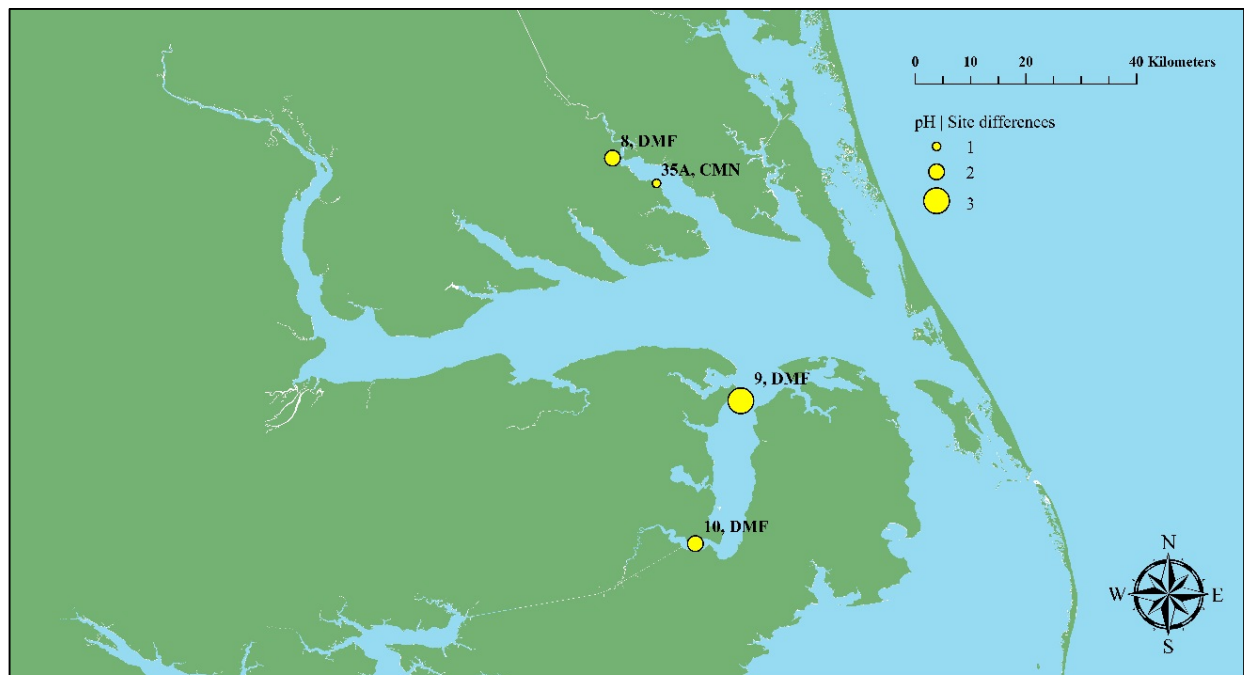 0 10 20 40 Kilometers
pH | Site differences
1
2
3
8, DMF
35A, CMN
9, DMF
10, DMF
N
W E
S